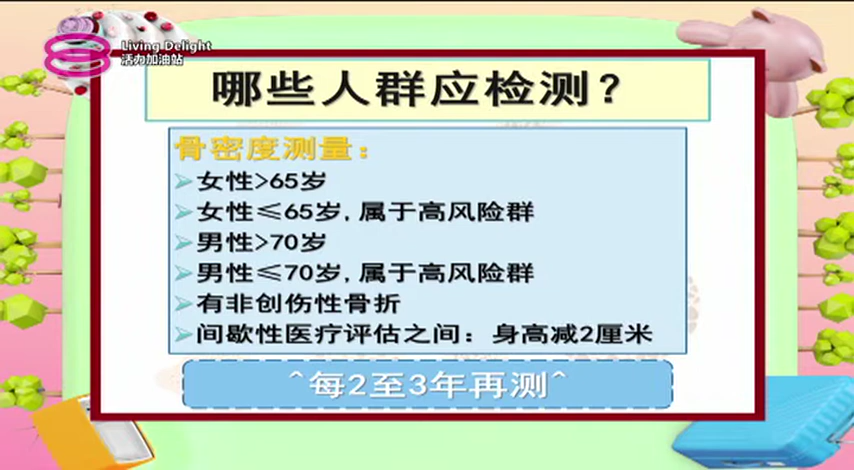 Living Delight
活力加油站
哪些人群应检测?
骨密度测量:
➢女性>65岁
➢女性≤65岁,属于高风险群
➢男性>70岁
➢男性≤70岁,属于高风险群
➢有非创伤性骨折
➢间歇性医疗评估之间: 身高减2厘米
^每2至3年再测^